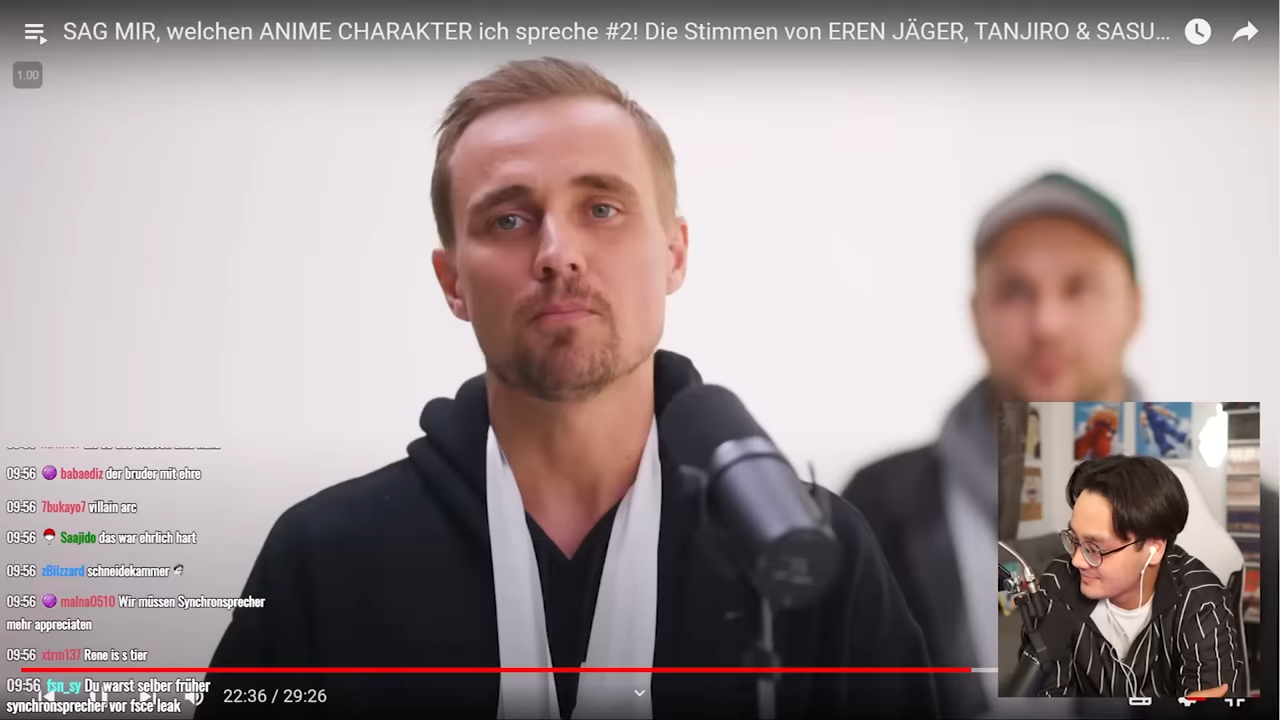 SAG MIR, welchen ANIME CHARAKTER ich spreche #2! Die Stimmen von EREN JÄGER, TANJIRO & SASU...
1.00
09:56 babaediz der bruder mit ehre
09:56 7bukayo7 villain arc
09:56 Saajido das war ehrlich hart
09:56 zBiizzard schneidekammer
09:56 malna0510 Wir müssen Synchronsprecher
mehr appreciaten
09:56 xtrm137 Rene is s tier
09:56 fsn_sy Du warst selber früher
synchronsprecher vor fsce leak
22:36 / 29:26